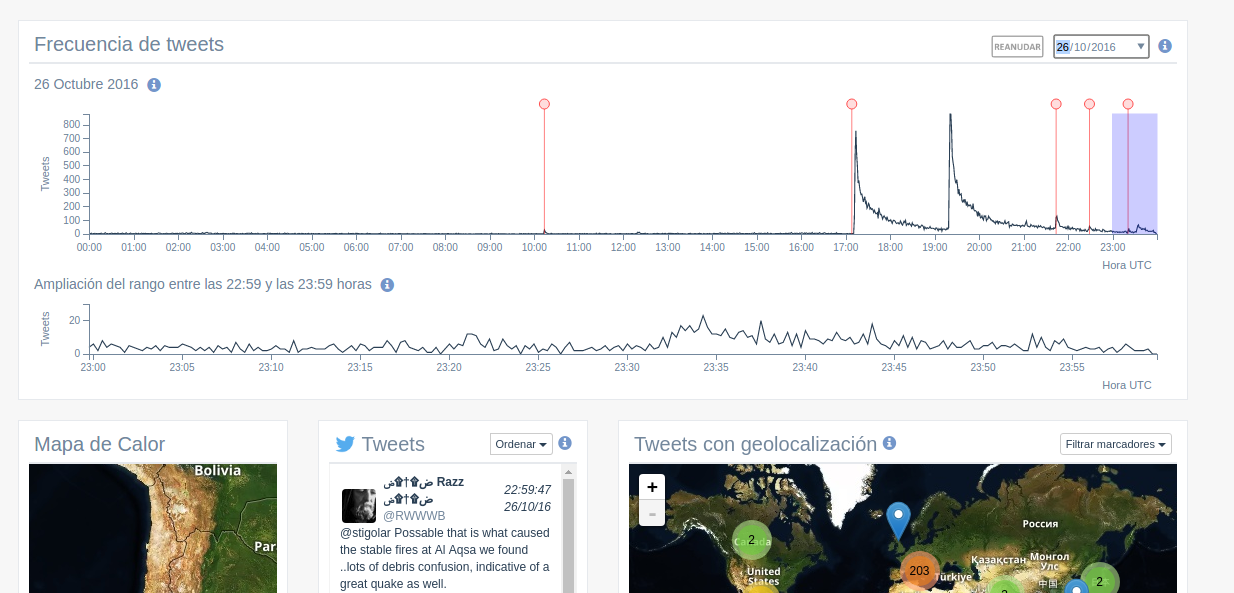 Frecuencia de tweets
REANUDAR
26/10/2016
26 Octubre 2016
Tweets
800
700
600
500
400
300
200
100
0
00:00 01:00 02:00 03:00 04:00 05:00 06:00 07:00 08:00 09:00 10:00 11:00 12:00 13:00 14:00 15:00 16:00 17:00 18:00 19:00 20:00 21:00 22:00 23:00
Hora UTC
Ampliación del rango entre las 22:59 y las 23:59 horas
Tweets
20
0
23:00 23:05 23:10 23:15 23:20 23:25 23:30 23:35 23:40 23:45 23:50 23:55
Hora UTC
Mapa de Calor
Bolivia
Par
Tweets
Ordenar
ض۩†۩ض Razz
ض۩†۩ض
@RWWWB
22:59:47
26/10/16
@stigolar Possable that is what caused
the stable fires at Al Aqsa we found
..lots of debris confusion, indicative of a
great quake as well.
Tweets con geolocalización
Filtrar marcadores
+
-
Canada
2
United
States
Россия
Қазақстан
Монгол
Улс
203
Türkiye
中国
2
2